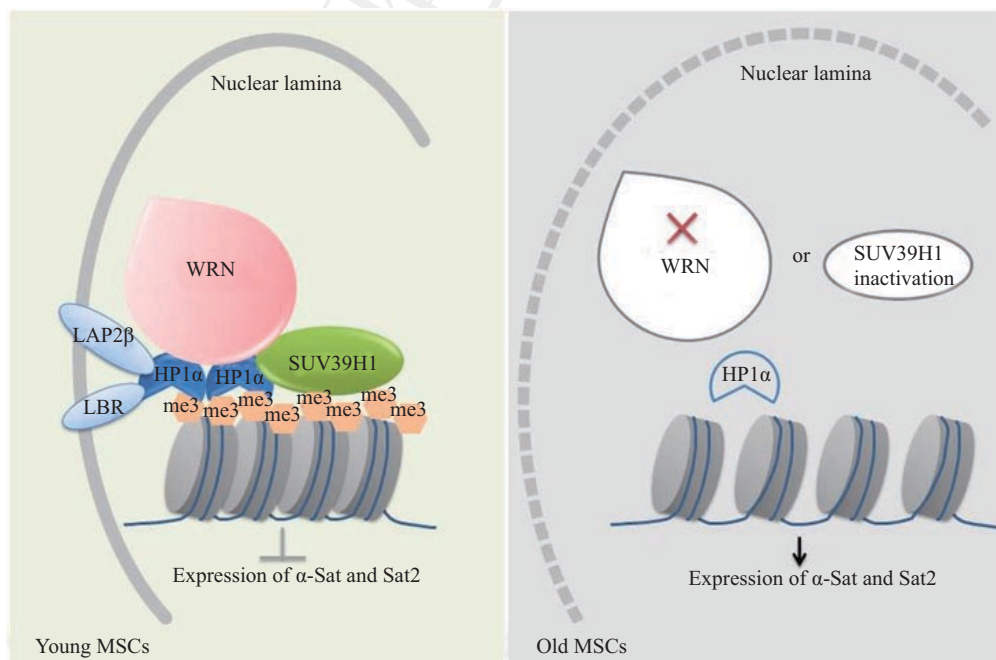 Nuclear lamina
WRN
LAP2β
SUV39H1
HP1α
HP1α
LBR
me3
me3
me3
me3
me3
me3
me3
Expression of α-Sat and Sat2
Young MSCs
Nuclear lamina
WRN
or
SUV39H1
inactivation
HP1α
Expression of α-Sat and Sat2
Old MSCs